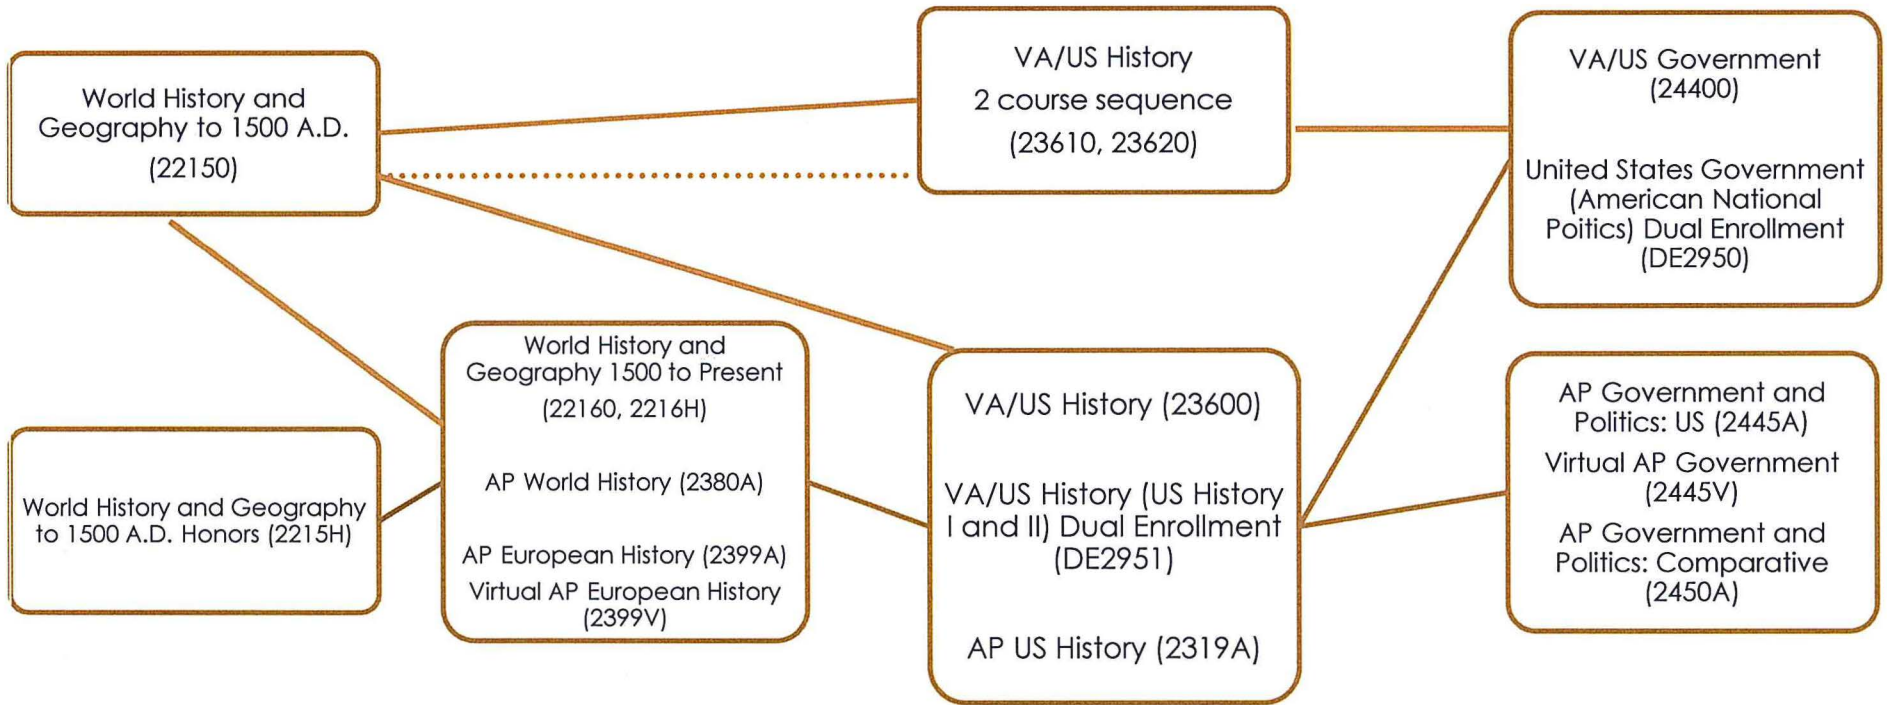 World History and
Geography to 1500 A.D.
(22150)
World History and Geography
to 1500 A.D. Honors (2215H)
World History and
Geography 1500 to Present
(22160, 2216H)
AP World History (2380A)
AP European History (2399A)
Virtual AP European History
(2399V)
VA/US History
2 course sequence
(23610, 23620)
VA/US History (23600)
VA/US History (US History
I and II) Dual Enrollment
(DE2951)
AP US History (2319A)
VA/US Government
(24400)
United States Government
(American National
Poitics) Dual Enrollment
(DE2950)
AP Government and
Politics: US (2445A)
Virtual AP Government
(2445V)
AP Government and
Politics: Comparative
(2450A)